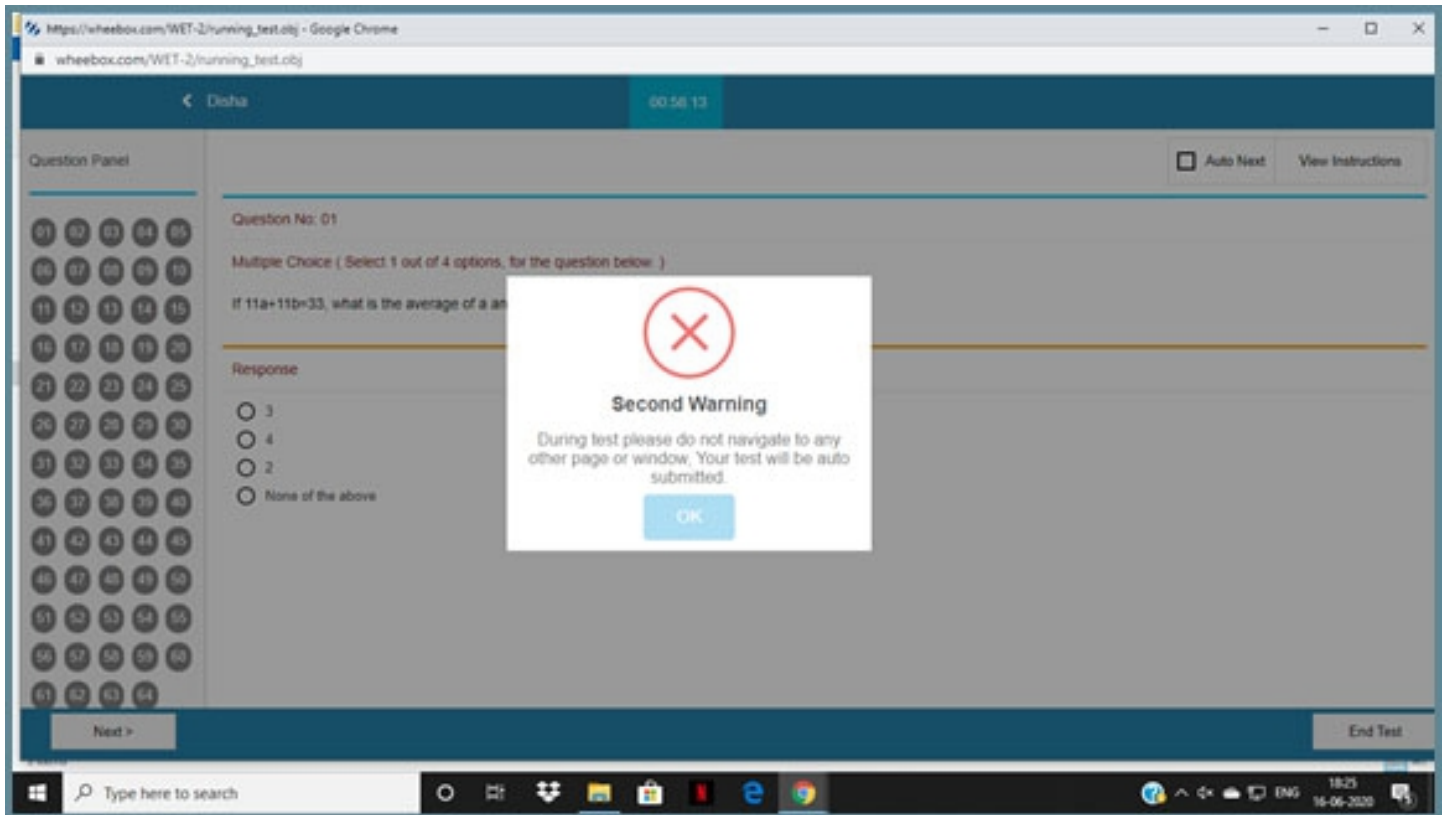 https://wheebox.com/WET-2/running_test.obj - Google Chrome
wheebox.com/WET-2/running_test.obj
Disha
00:58:13
Question Panel
Auto Next View Instructions
01 02 03 04 05
06 07 08 09 10
11 12 13 14 15
16 17 18 19 20
21 22 23 24 25
26 27 28 29 30
31 32 33 34 35
36 37 38 39 40
41 42 43 44 45
46 47 48 49 50
51 52 53 54 55
56 57 58 59 60
61 62 63 64
Question No: 01
Multiple Choice ( Select 1 out of 4 options, for the question below. )
If 11a+11b=33, what is the average of a an
Response
3
4
2
None of the above
Second Warning
During test please do not navigate to any
other page or window, Your test will be auto
submitted.
OK
Next >
End Test
Type here to search
ENG
18:25
16-06-2020